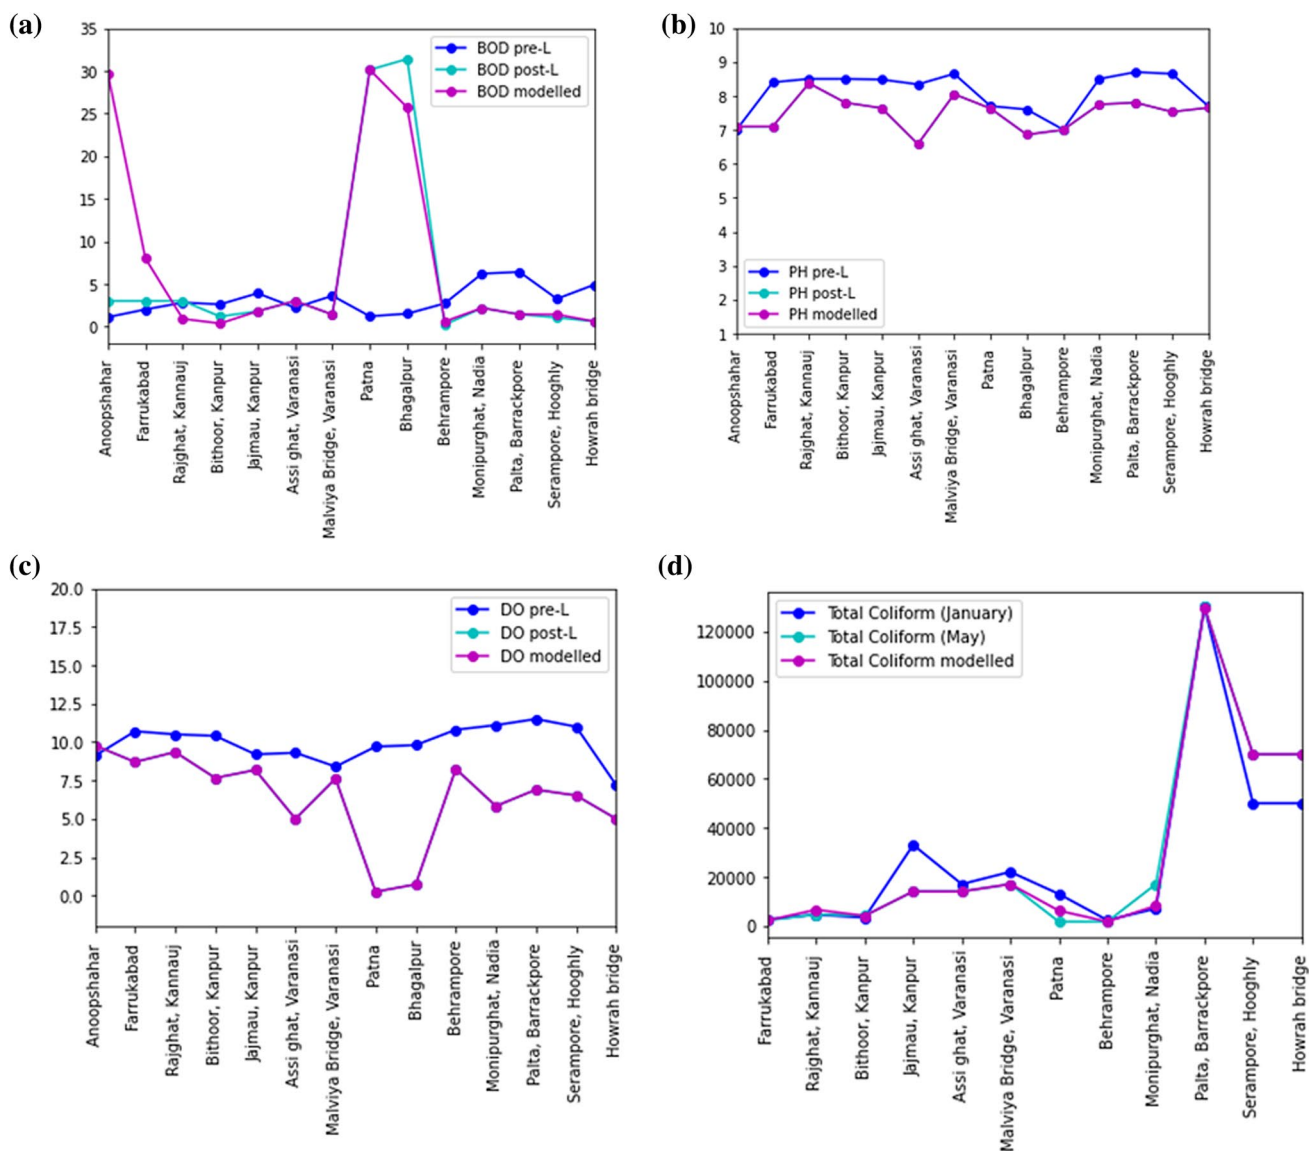 (a)
35
30
25
20
15
10
5
0
BOD pre-L
BOD post-L
BOD modelled
Anoopshahar
Farrukabad
Rajghat, Kannauj
Bithoor, Kanpur
Jajmau, Kanpur
Assi ghat, Varanasi
Malviya Bridge, Varanasi
Patna
Bhagalpur
Behrampore
Monipurghat, Nadia
Palta, Barrackpore
Serampore, Hooghly
Howrah bridge
(b)
10
9
8
7
6
5
4
3
2
1
PH pre-L
PH post-L
PH modelled
Anoopshahar
Farrukabad
Rajghat, Kannauj
Bithoor, Kanpur
Jajmau, Kanpur
Assi ghat, Varanasi
Malviya Bridge, Varanasi
Patna
Bhagalpur
Behrampore
Monipurghat, Nadia
Palta, Barrackpore
Serampore, Hooghly
Howrah bridge
(c)
20.0
17.5
15.0
12.5
10.0
7.5
5.0
2.5
0.0
DO pre-L
DO post-L
DO modelled
Anoopshahar
Farrukabad
Rajghat, Kannauj
Bithoor, Kanpur
Jajmau, Kanpur
Assi ghat, Varanasi
Malviya Bridge, Varanasi
Patna
Bhagalpur
Behrampore
Monipurghat, Nadia
Palta, Barrackpore
Serampore, Hooghly
Howrah bridge
(d)
120000
100000
80000
60000
40000
20000
0
Total Coliform (January)
Total Coliform (May)
Total Coliform modelled
Farrukabad
Rajghat, Kannauj
Bithoor, Kanpur
Jajmau, Kanpur
Assi ghat, Varanasi
Malviya Bridge, Varanasi
Patna
Behrampore
Monipurghat, Nadia
Palta, Barrackpore
Serampore, Hooghly
Howrah bridge